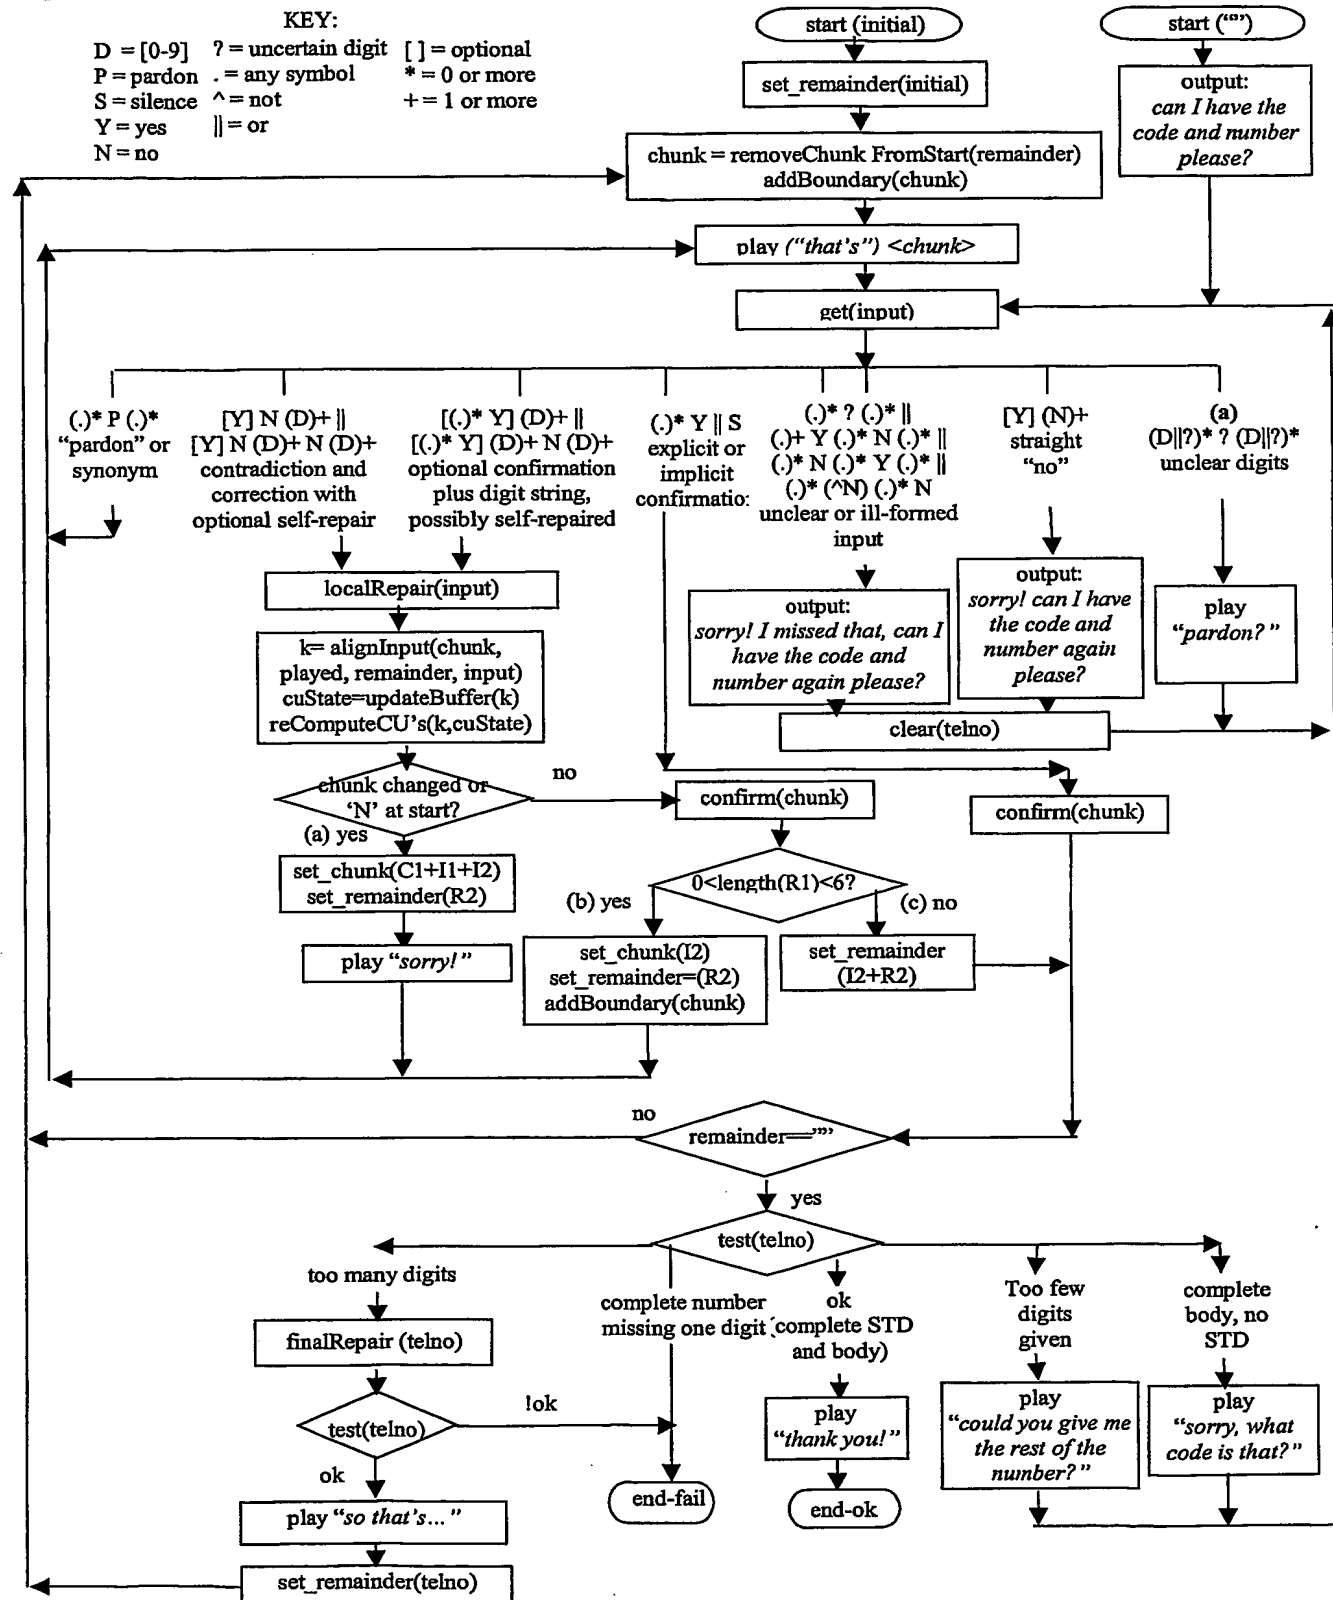 KEY:
D = [0-9] ? = uncertain digit [ ] = optional
P = pardon . = any symbol * = 0 or more
S = silence ^ = not + = 1 or more
Y = yes || = or
N = no
start (initial)
set_remainder(initial)
chunk = removeChunk FromStart(remainder)
addBoundary(chunk)
play ("that's") <chunk>
get(input)
start ("")
output:
can I have the
code and number
please?
(.)* P (.)*
"pardon" or
synonym
[Y] N (D)+ ||
[Y] N (D)+ N (D)+
contradiction and
correction with
optional self-repair
[(.)* Y] (D)+ ||
[(.)* Y] (D)+ N (D)+
optional confirmation
plus digit string,
possibly self-repaired
(.)* Y || S
explicit or
implicit
confirmatio:
(.)* ? (.)* ||
(.)+ Y (.)* N (.)* ||
(.)* N (.)* Y (.)* ||
(.)* (^N) (.)* N
unclear or ill-formed
input
[Y] (N)+
straight
"no"
(a)
(D||?)* ? (D||?)*
unclear digits
localRepair(input)
k= alignInput(chunk,
played, remainder, input)
cuState=updateBuffer(k)
reComputeCU's(k,cuState)
output:
sorry! I missed that, can I
have the code and
number again please?
output:
sorry! can I have
the code and
number again
please?
play
"pardon?"
clear(telno)
chunk changed or
'N' at start?
no
(a) yes
confirm(chunk)
confirm(chunk)
set_chunk(C1+I1+I2)
set_remainder(R2)
0<length(R1)<6?
(b) yes
(c) no
play "sorry!"
set_chunk(I2)
set_remainder=(R2)
addBoundary(chunk)
set_remainder
(I2+R2)
no
remainder==""
yes
test(telno)
too many digits
complete number
missing one digit
ok
(complete STD
and body)
Too few
digits
given
complete
body, no
STD
finalRepair (telno)
test(telno)
!ok
ok
play
"thank you!"
play
"could you give me
the rest of the
number?"
play
"sorry, what
code is that?"
end-fail
end-ok
play "so that's..."
set_remainder(telno)